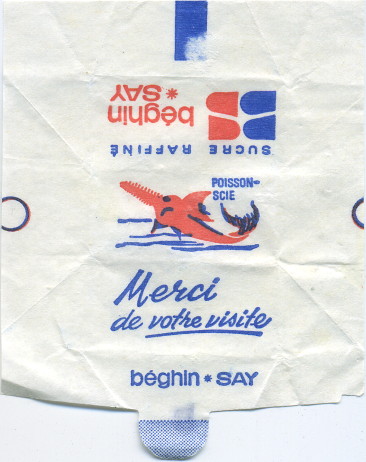 béghin
* SAY
SUCRE RAFFINÉ
POISSON-
SCIE
Merci
de votre visite
béghin * SAY